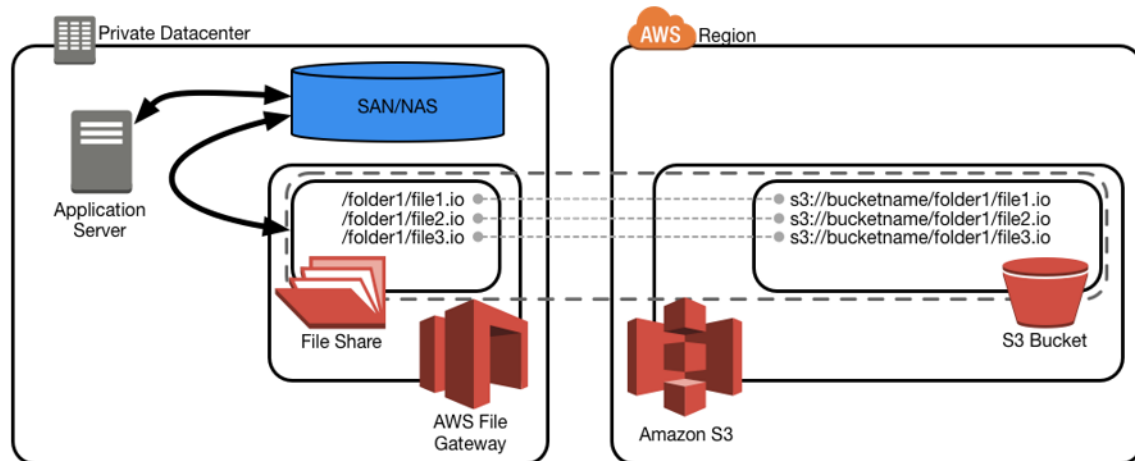 Private Datacenter
AWS Region
SAN/NAS
Application
Server
/folder1/file1.io
/folder1/file2.io
/folder1/file3.io
s3://bucketname/folder1/file1.io
s3://bucketname/folder1/file2.io
s3://bucketname/folder1/file3.io
File Share
S3 Bucket
AWS File
Gateway
Amazon S3